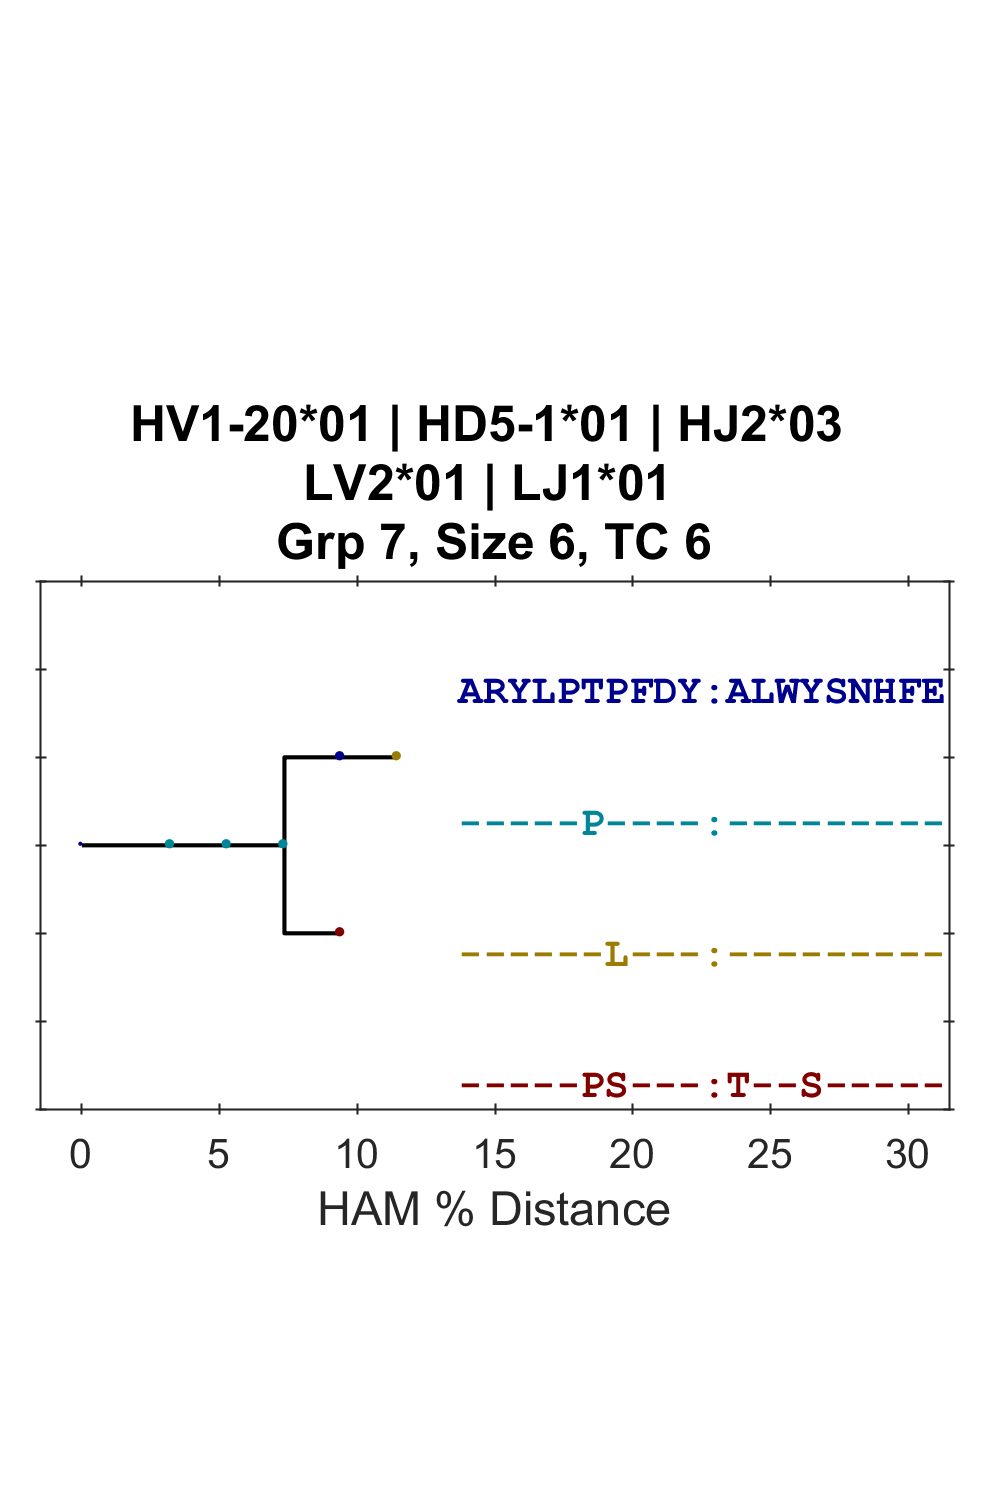 HV1-20*01 | HD5-1*01 | HJ2*03
LV2*01 | LJ1*01
Grp 7, Size 6, TC 6
ARYLPTPFDY:ALWYSNHFE
-----P----:---------
------L---:---------
-----PS---:T--S-----
0 5 10 15 20 25 30
HAM % Distance